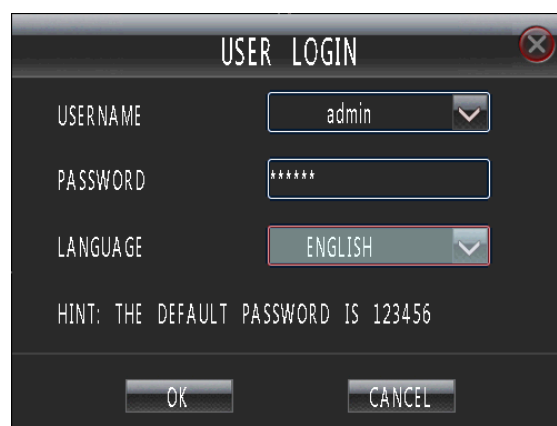 USER LOGIN
USERNAME admin
PASSWORD ******
LANGUAGE ENGLISH
HINT: THE DEFAULT PASSWORD IS 123456
OK CANCEL